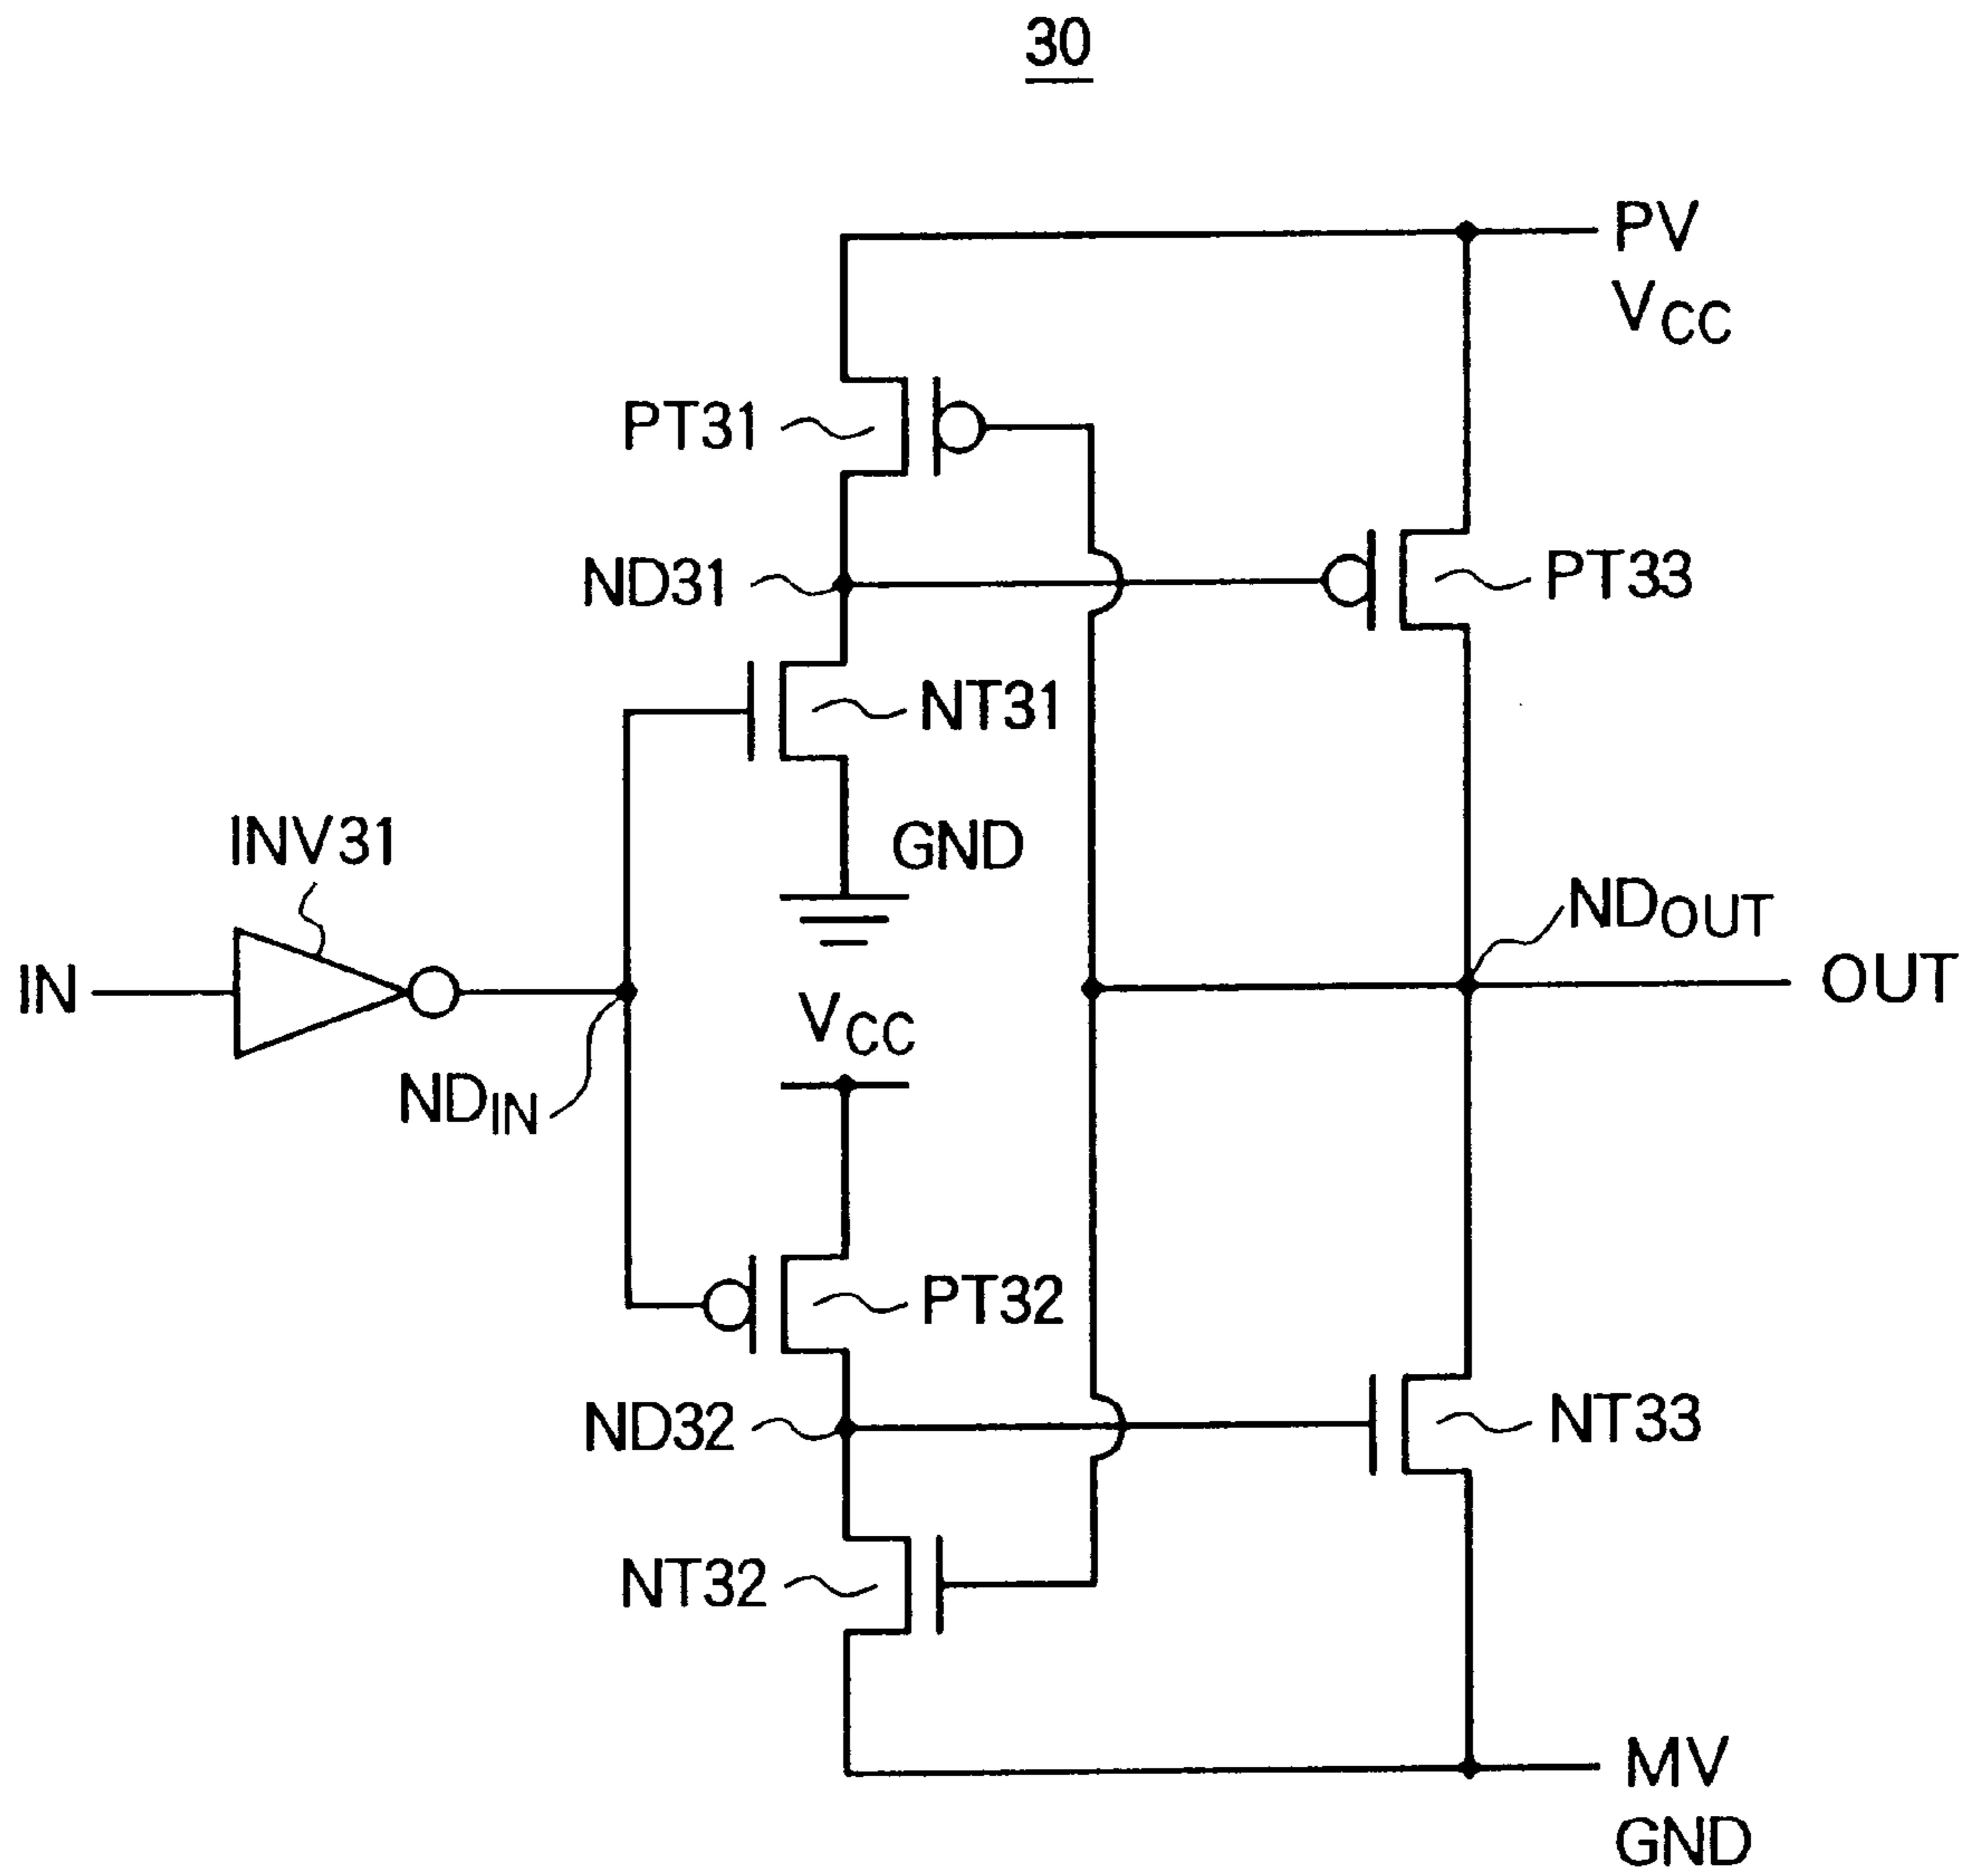 30
PV
VCC
PT31
ND31
PT33
NT31
INV31
GND
NDOUT
IN
OUT
VCC
NDIN
PT32
ND32
NT33
NT32
MV
GND